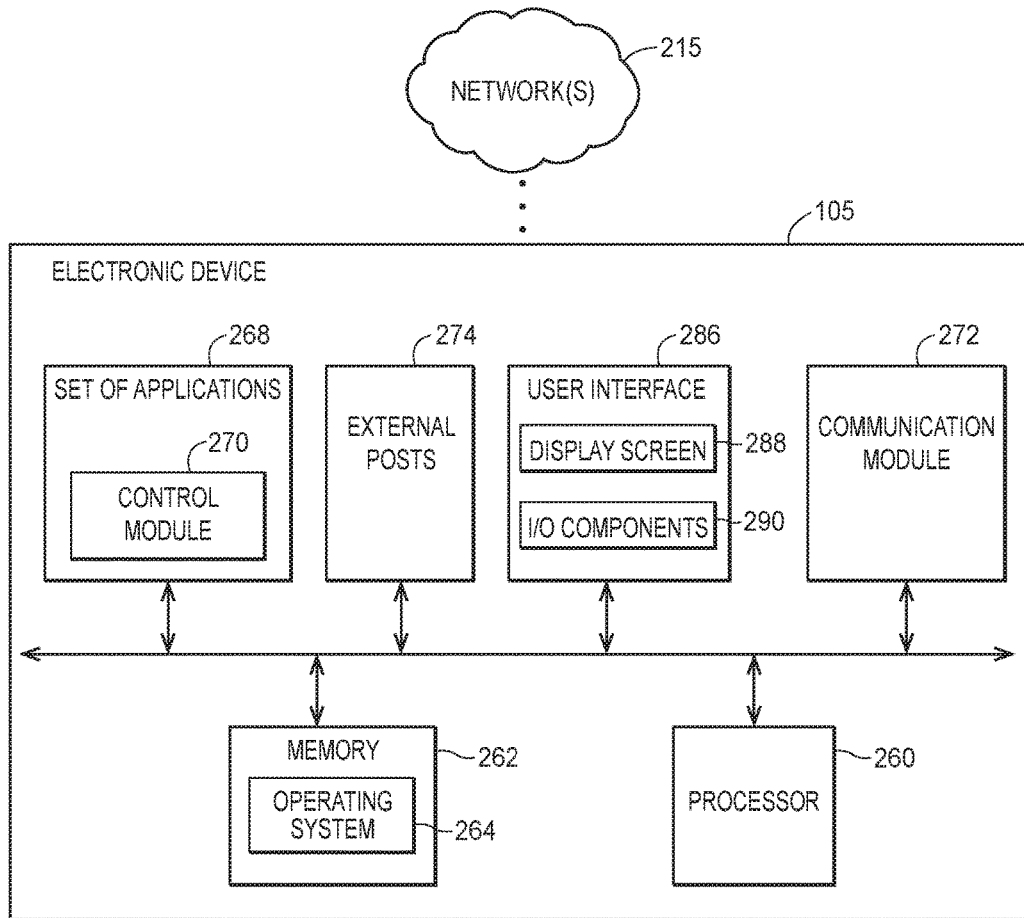 215
NETWORK(S)
105
ELECTRONIC DEVICE
268
274
286
272
SET OF APPLICATIONS
270
CONTROL
MODULE
EXTERNAL
POSTS
USER INTERFACE
DISPLAY SCREEN
288
I/O COMPONENTS
290
COMMUNICATION
MODULE
MEMORY
262
OPERATING
SYSTEM
264
PROCESSOR
260